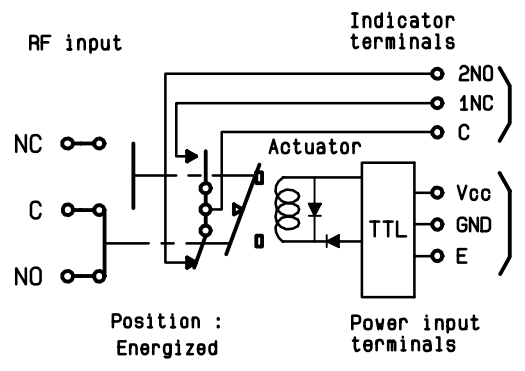 Indicator
terminals
RF input
2NO
1NC
C
NC
Actuator
C
Vcc
TTL
GND
NO
E
Position :
Energized
Power input
terminals